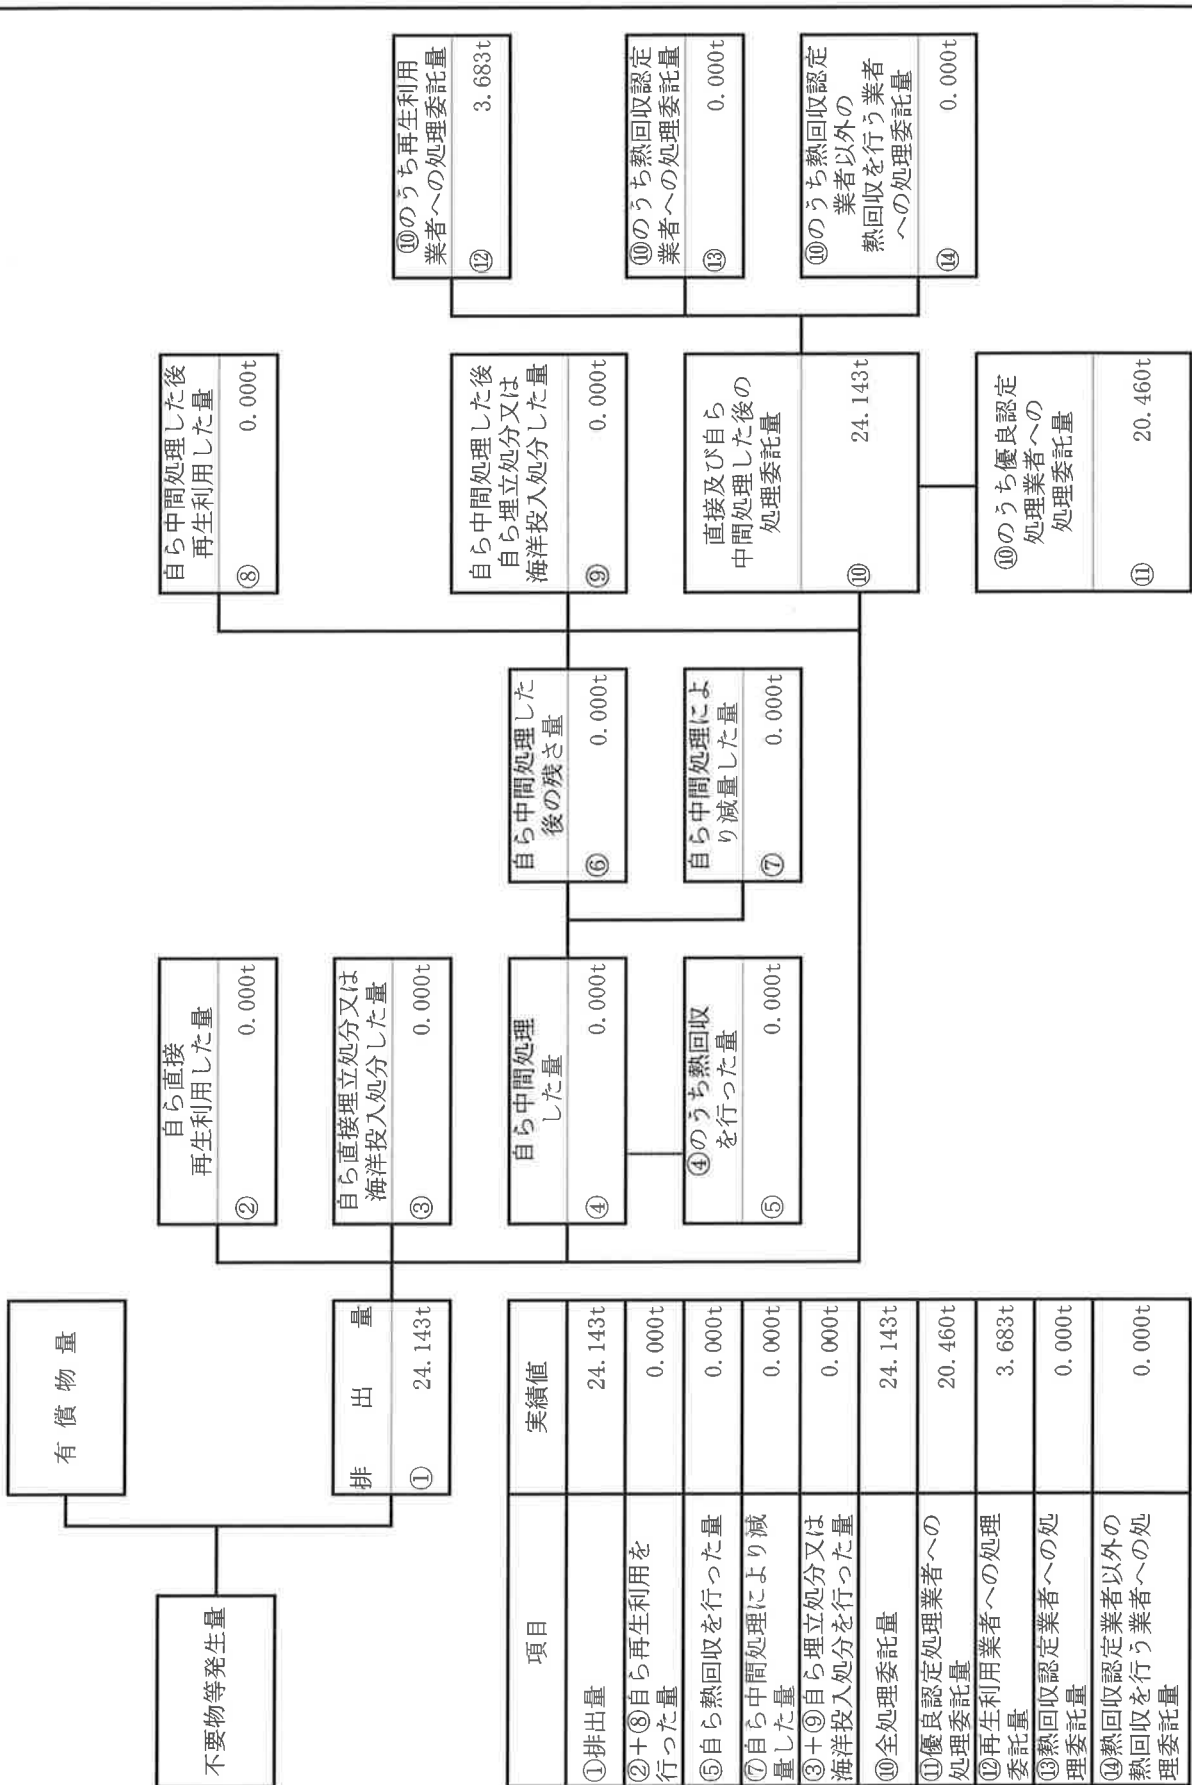 不要物等発生量
有償物量
排出量
① 24.143t
自ら直接
再生利用した量
② 0.000t
自ら直接埋立処分又は
海洋投入処分した量
③ 0.000t
自ら中間処理
した量
④ 0.000t
④のうち熱回収
を行った量
⑤ 0.000t
自ら中間処理した
後の残さ量
⑥ 0.000t
自ら中間処理によ
り減量した量
⑦ 0.000t
自ら中間処理した後
再生利用した量
⑧ 0.000t
自ら中間処理した後
自ら埋立処分又は
海洋投入処分した量
⑨ 0.000t
直接及び自ら
中間処理した後の
処理委託量
⑩ 24.143t
⑩のうち優良認定
処理業者への
処理委託量
⑪ 20.460t
⑩のうち再生利用
業者への処理委託量
⑫ 3.683t
⑩のうち熱回収認定
業者への処理委託量
⑬ 0.000t
⑩のうち熱回収認定
業者以外の
熱回収を行う業者
への処理委託量
⑭ 0.000t
項目 実績値
①排出量 24.143t
②+⑧自ら再生利用を
行った量 0.000t
⑤自ら熱回収を行った量 0.000t
⑦自ら中間処理により減
量した量 0.000t
③+⑨自ら埋立処分又は
海洋投入処分を行った量 0.000t
⑩全処理委託量 24.143t
⑪優良認定処理業者への
処理委託量 20.460t
⑫再生利用業者への処理
委託量 3.683t
⑬熱回収認定業者への処
理委託量 0.000t
⑭熱回収認定業者以外の
熱回収を行う業者への処
理委託量 0.000t